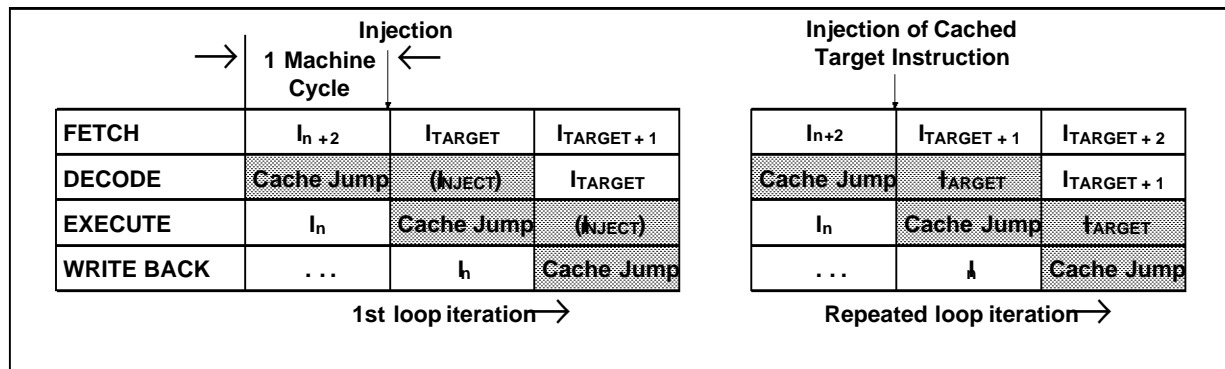 Injection
1 Machine
Cycle
Injection of Cached
Target Instruction
FETCH In +2 ITARGET ITARGET + 1
DECODE Cache Jump (IINJECT) ITARGET
EXECUTE In Cache Jump (IINJECT)
WRITE BACK . . . In Cache Jump
1st loop iteration
In+2 ITARGET + 1 ITARGET + 2
Cache Jump ITARGET ITARGET + 1
In Cache Jump ITARGET
. . . In Cache Jump
Repeated loop iteration